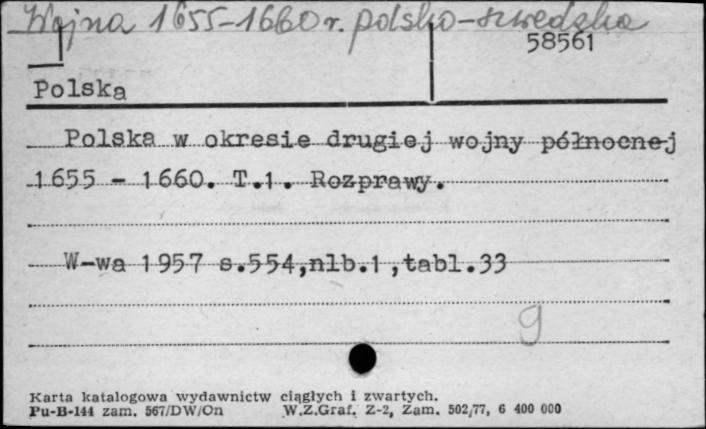 Wojna 1655-1660 r. polsko-szwedzka
58561
Polska
Polska w okresie drugiej wojny północnej
1655 - 1660. T.1. Rozprawy.
W-wa 1957 s.554,nlb.1,tabl.33
9
Karta katalogowa wydawnictw ciągłych i zwartych.
Pu-B-144 zam. 567/DW/On W.Z.Graf. Z-2, Zam. 502/77, 6 400 000